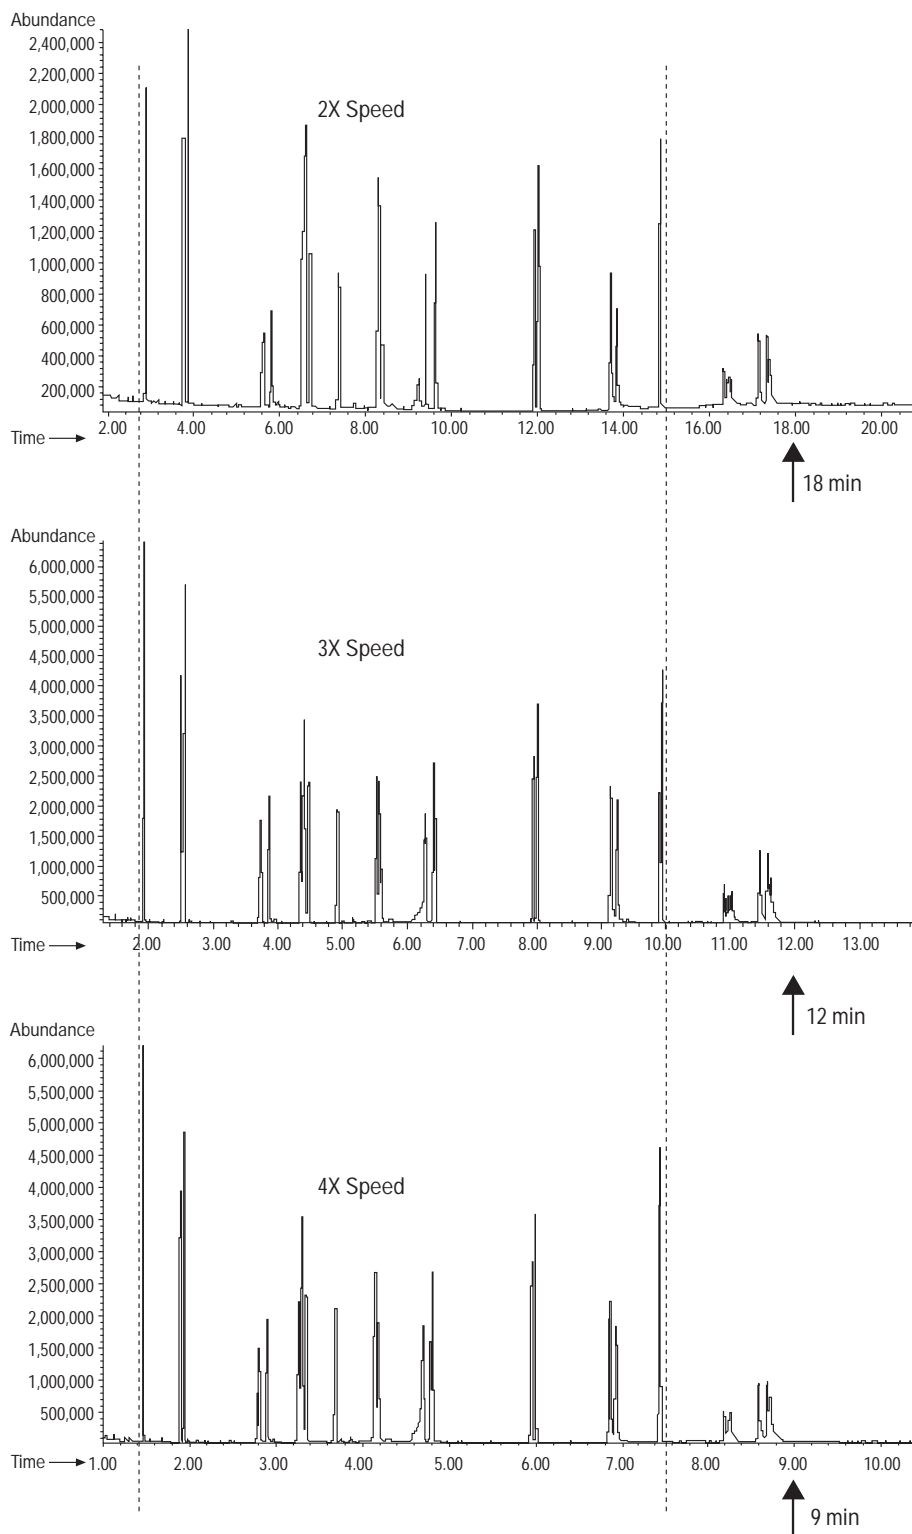 Abundance
2,400,000
2,200,000
2,000,000
1,800,000
1,600,000
1,400,000
1,200,000
1,000,000
800,000
600,000
400,000
200,000
2X Speed
2.00 4.00 6.00 8.00 10.00 12.00 14.00 16.00 18.00 20.00
Time
18 min
Abundance
6,000,000
5,500,000
5,000,000
4,500,000
4,000,000
3,500,000
3,000,000
2,500,000
2,000,000
1,500,000
1,000,000
500,000
3X Speed
Time 2.00 3.00 4.00 5.00 6.00 7.00 8.00 9.00 10.00 11.00 12.00 13.00
12 min
Abundance
6,000,000
5,500,000
5,000,000
4,500,000
4,000,000
3,500,000
3,000,000
2,500,000
2,000,000
1,500,000
1,000,000
500,000
4X Speed
Time 1.00 2.00 3.00 4.00 5.00 6.00 7.00 8.00 9.00 10.00
9 min